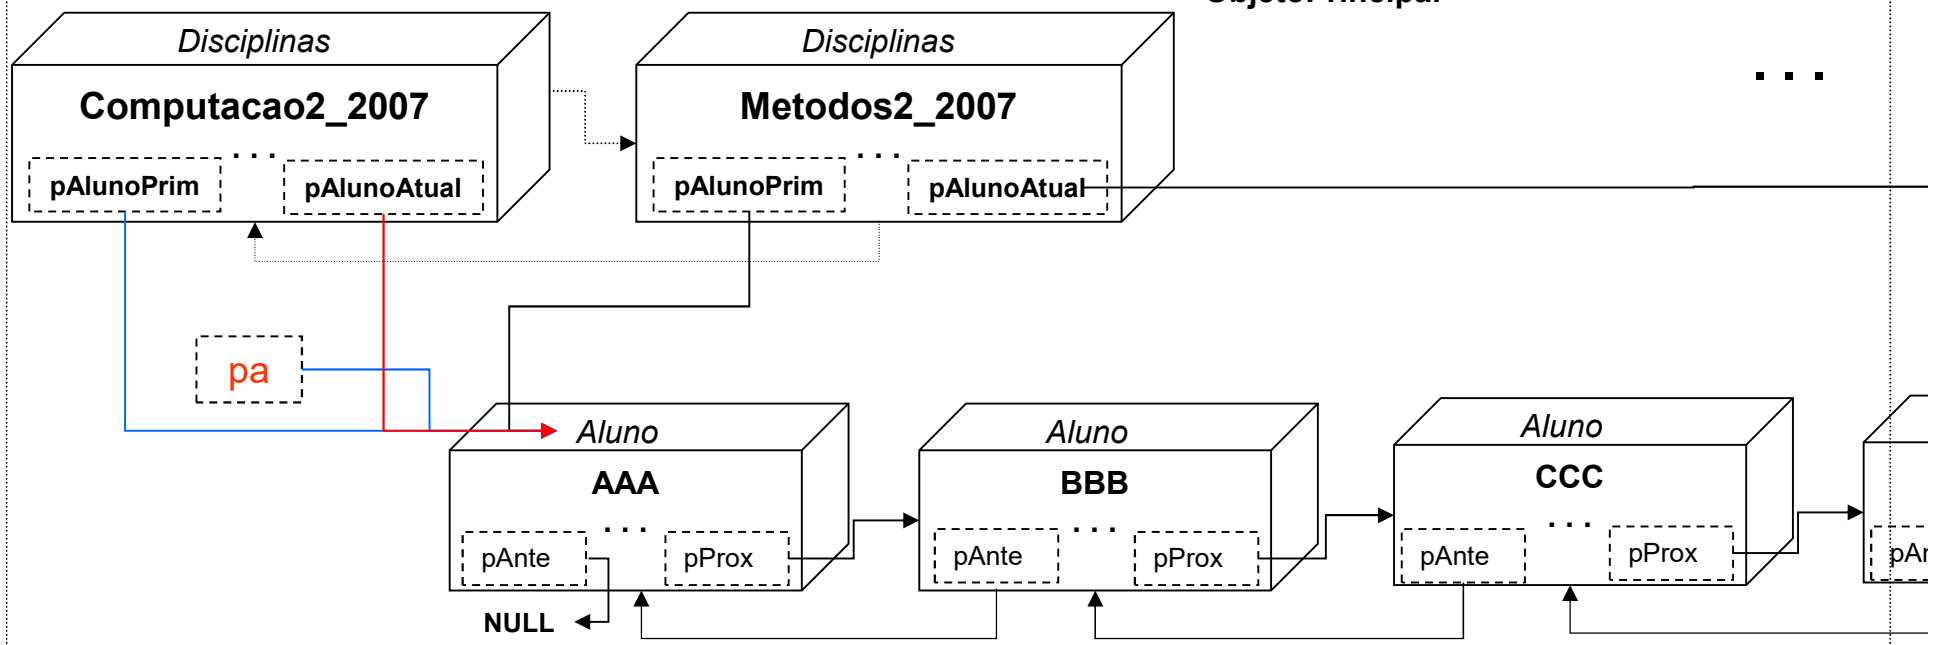 Disciplinas
Computacao2_2007
. . .
pAlunoPrim
pAlunoAtual
Disciplinas
Metodos2_2007
. . .
pAlunoPrim
pAlunoAtual
. . .
pa
Aluno
AAA
. . .
pAnte
pProx
NULL
Aluno
BBB
. . .
pAnte
pProx
Aluno
CCC
. . .
pAnte
pProx